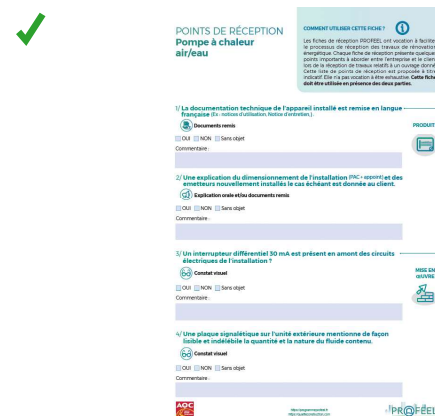 POINTS DE RÉCEPTION
Pompe à chaleur
air/eau
COMMENT UTILISER CETTE FICHE ?
Les fiches de réception PROFEEL ont vocation à facilite
le processus de réception des travaux de rénovation
énergétique. Chaque fiche de réception présente quelque
points importants à aborder entre l'entreprise et le clien
lors de la réception de travaux relatifs à un ouvrage donné
Cette liste de points de réception est proposée à titre
indicatif. Elle n'a pas vocation à être exhaustive. Cette fiche
doit être utilisée en présence des deux parties.
1/ La documentation technique de l'appareil installé est remise en langue
française (Ex : notices d'utilisation, Notice d'entretien,).
Documents remis
OUI NON Sans objet
Commentaire :
PRODUIT
2/ Une explication du dimensionnement de l'installation (PAC + appoint) et des
emetteurs nouvellement installés le cas échéant est donnée au client.
Explication orale et/ou documents remis
OUI NON Sans objet
Commentaire :
3/ Un interrupteur différentiel 30 mA est présent en amont des circuits
électriques de l'installation ?
Constat visuel
OUI NON Sans objet
Commentaire :
MISE EN
ŒUVRE
4/ Une plaque signalétique sur l'unité extérieure mentionne de façon
lisible et indélébile la quantité et la nature du fluide contenu.
Constat visuel
OUI NON Sans objet
Commentaire :
AQC
PROFEEL